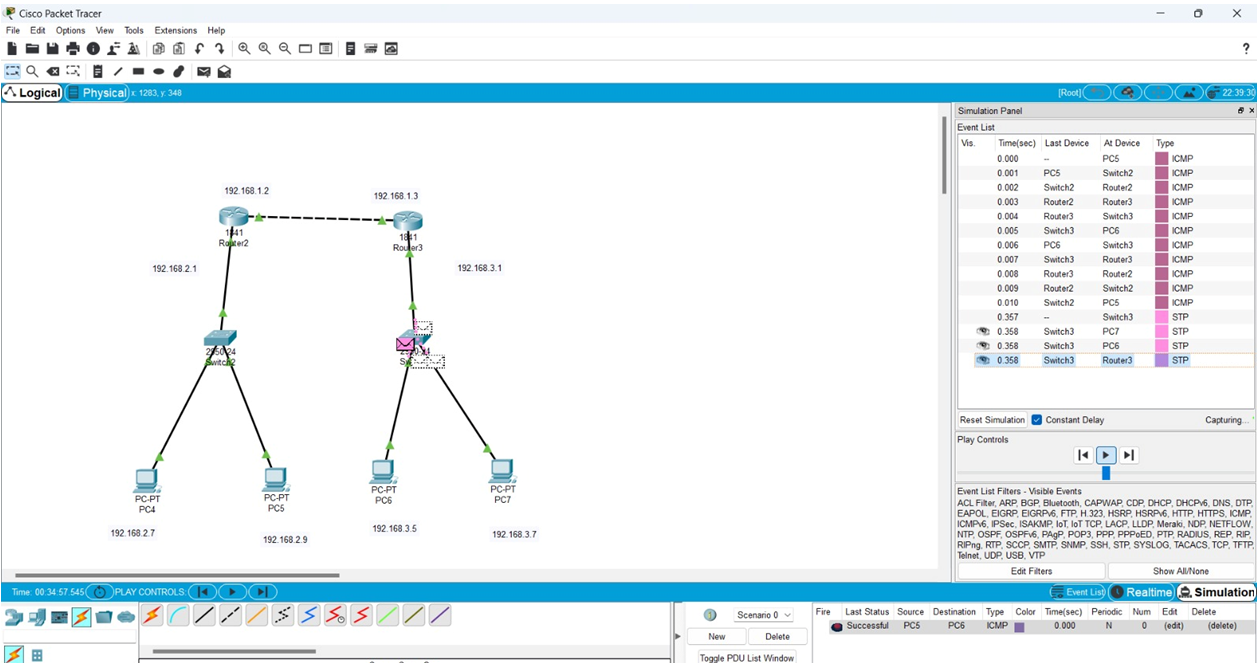 Cisco Packet Tracer
File Edit Options View Tools Extensions Help
?
Logical Physical x: 1283, y: 348 [Root] 22:39:30
Simulation Panel
Event List
Vis. Time(sec) Last Device At Device Type
0.000 -- PC5 ICMP
0.001 PC5 Switch2 ICMP
0.002 Switch2 Router2 ICMP
0.003 Router2 Router3 ICMP
0.004 Router3 Switch3 ICMP
0.005 Switch3 PC6 ICMP
0.006 PC6 Switch3 ICMP
0.007 Switch3 Router3 ICMP
0.008 Router3 Router2 ICMP
0.009 Router2 Switch2 ICMP
0.010 Switch2 PC5 ICMP
0.357 -- Switch3 STP
0.358 Switch3 PC7 STP
0.358 Switch3 PC6 STP
0.358 Switch3 Router3 STP
Reset Simulation Constant Delay Capturing...
Play Controls
Event List Filters - Visible Events
ACL Filter, ARP, BGP, Bluetooth, CAPWAP, CDP, DHCP, DHCPv6, DNS, DTP,
EAPOL, EIGRP, EIGRPv6, FTP, H.323, HSRP, HSRPv6, HTTP, HTTPS, ICMP,
ICMPv6, IPSec, ISAKMP, IoT, IoT TCP, LACP, LLDP, Meraki, NDP, NETFLOW,
NTP, OSPF, OSPFv6, PAgP, POP3, PPP, PPPoED, PTP, RADIUS, REP, RIP,
RIPng, RTP, SCCP, SMTP, SNMP, SSH, STP, SYSLOG, TACACS, TCP, TFTP,
Telnet, UDP, USB, VTP
Edit Filters Show All/None
192.168.1.2 192.168.1.3
1841
Router2
1841
Router3
192.168.2.1 192.168.3.1
2950-24
Switch2
PC-PT
PC4
PC-PT
PC5
PC-PT
PC6
PC-PT
PC7
192.168.2.7 192.168.2.9 192.168.3.5 192.168.3.7
Time: 00:34:57.545 PLAY CONTROLS: Event List Realtime Simulation
Scenario 0
New Delete
Toggle PDU List Window
Fire Last Status Source Destination Type Color Time(sec) Periodic Num Edit Delete
Successful PC5 PC6 ICMP 0.000 N 0 (edit) (delete)